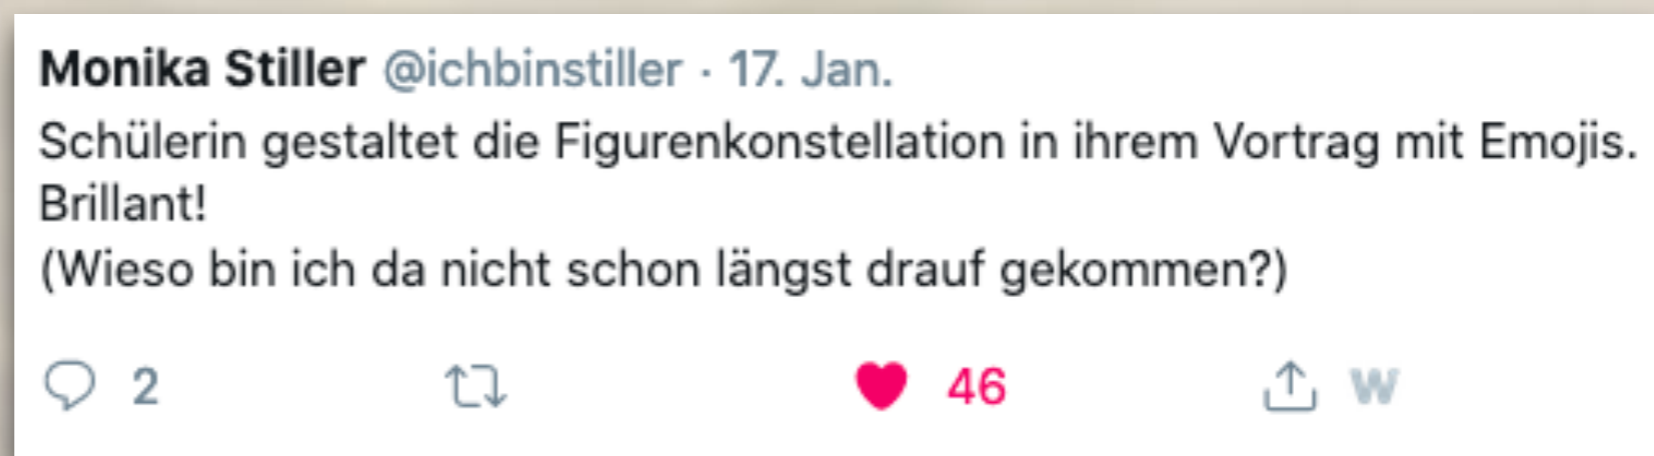 Monika Stiller @ichbinstiller · 17. Jan.
Schülerin gestaltet die Figurenkonstellation in ihrem Vortrag mit Emojis.
Brillant!
(Wieso bin ich da nicht schon längst drauf gekommen?)
2 46 W